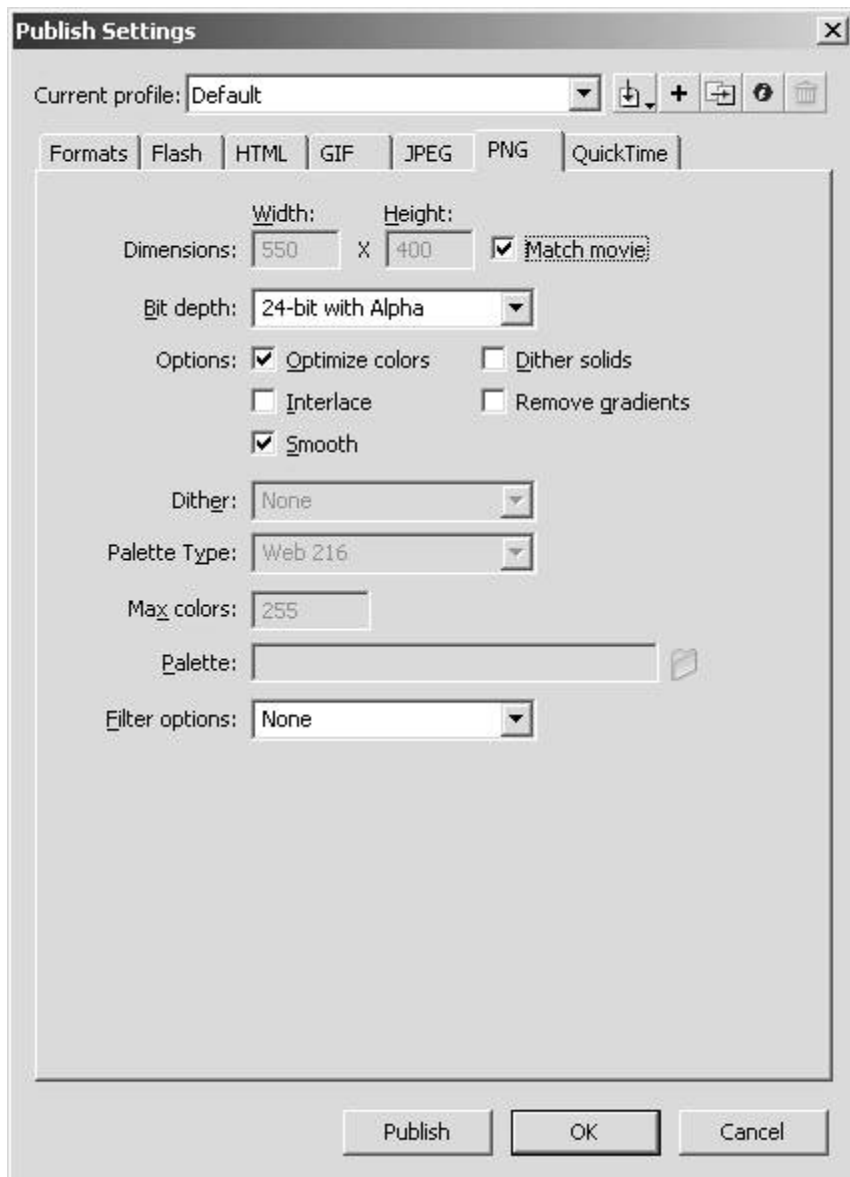 Publish Settings
Current profile: Default
Formats Flash HTML GIF JPEG PNG QuickTime
Width: Height:
Dimensions: 550 X 400 Match movie
Bit depth: 24-bit with Alpha
Options: Optimize colors Dither solids
Interlace Remove gradients
Smooth
Dither: None
Palette Type: Web 216
Max colors: 255
Palette:
Filter options: None
Publish OK Cancel